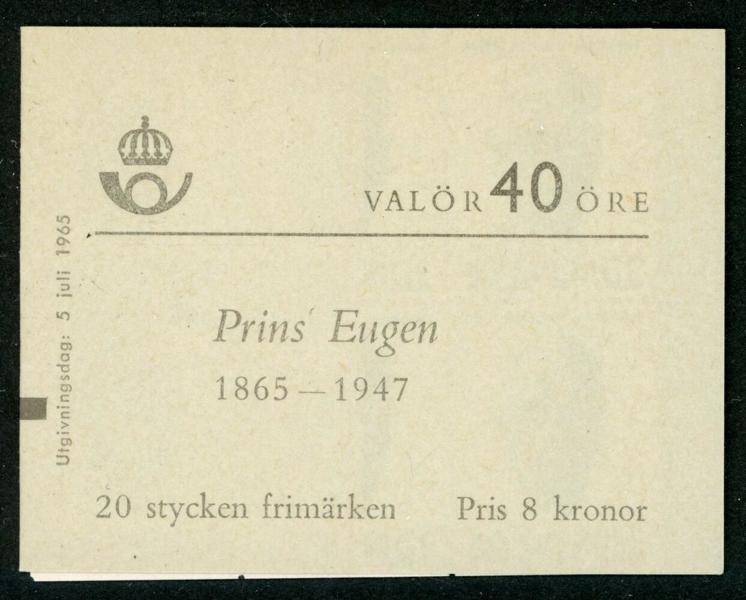 VALÖR 40 ÖRE
Utgivningsdag: 5 juli 1965
Prins Eugen
1865 — 1947
20 stycken frimärken Pris 8 kronor